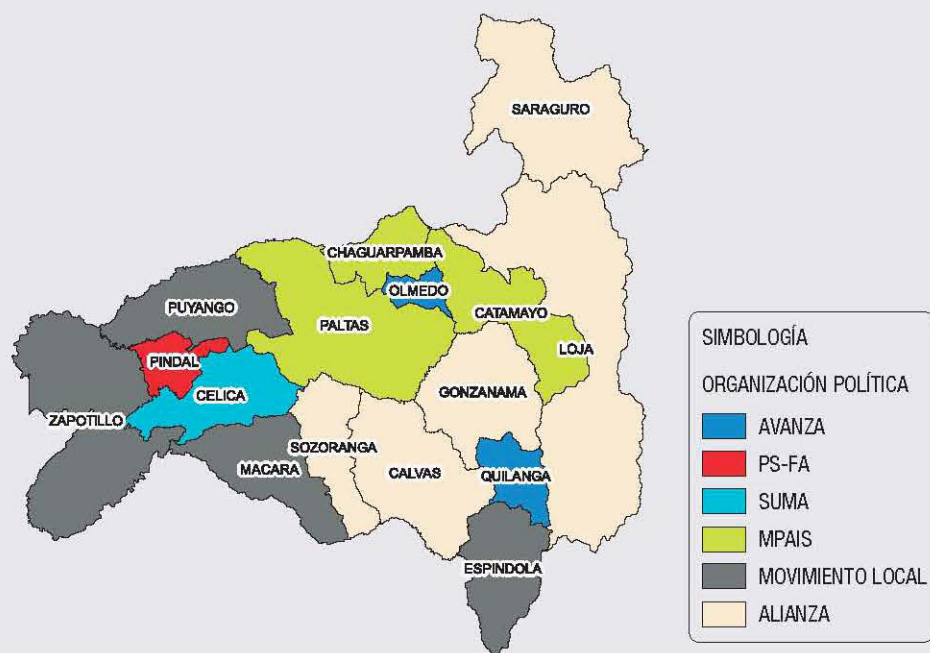 SARAGURO
CHAGUARPAMBA
OLMEDO
PUYANGO
CATAMAYO
PALTAS
LOJA
PINDAL
GONZANAMA
CELICA
ZAPOTILLO
SOZORANGA
MACARA
CALVAS
QUILANGA
ESPINDOLA
SIMBOLOGÍA
ORGANIZACIÓN POLÍTICA
AVANZA
PS-FA
SUMA
MPAIS
MOVIMIENTO LOCAL
ALIANZA